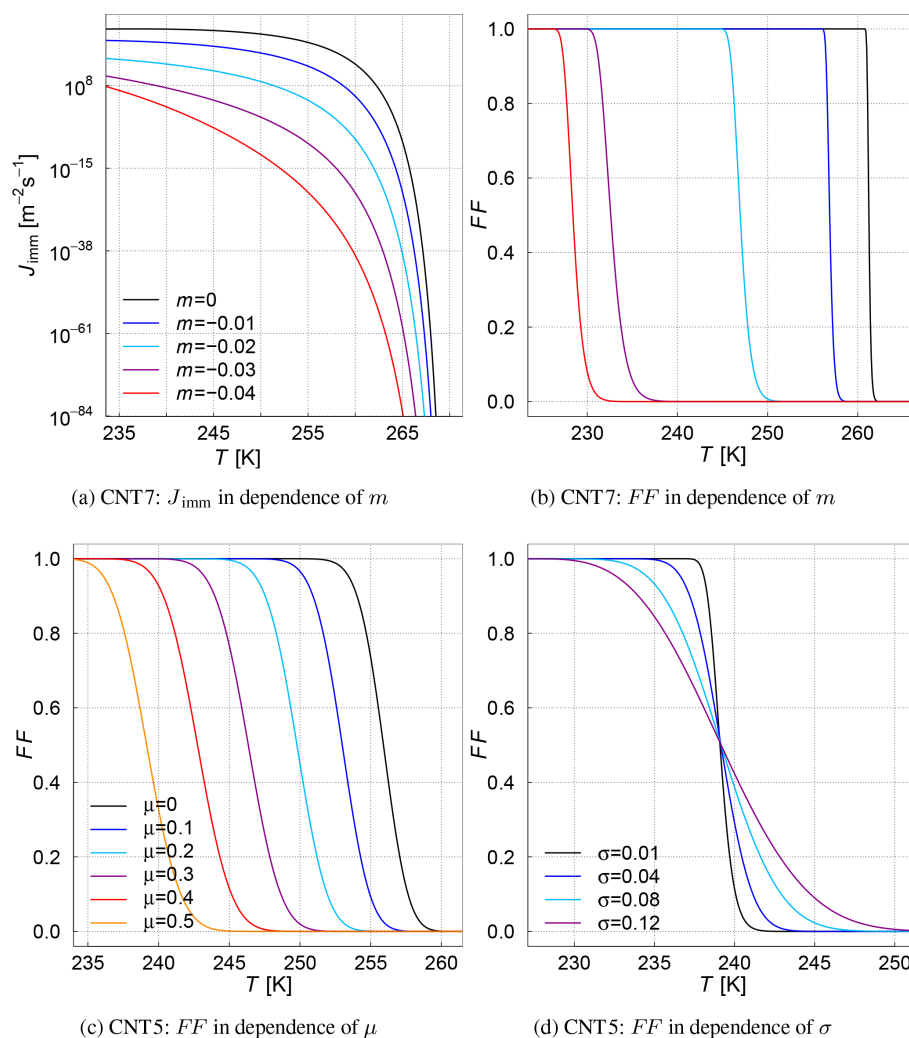 10^8
10^−15
10^−38
10^−61
10^−84
J_imm [m^−2 s^−1]
m=0
m=−0.01
m=−0.02
m=−0.03
m=−0.04
235 245 255 265
T [K]
(a) CNT7: J_imm in dependence of m
1.0
0.8
0.6
0.4
0.2
0.0
FF
230 240 250 260
T [K]
(b) CNT7: FF in dependence of m
1.0
0.8
0.6
0.4
0.2
0.0
FF
μ=0
μ=0.1
μ=0.2
μ=0.3
μ=0.4
μ=0.5
235 240 245 250 255 260
T [K]
(c) CNT5: FF in dependence of μ
1.0
0.8
0.6
0.4
0.2
0.0
FF
σ=0.01
σ=0.04
σ=0.08
σ=0.12
230 235 240 245 250
T [K]
(d) CNT5: FF in dependence of σ